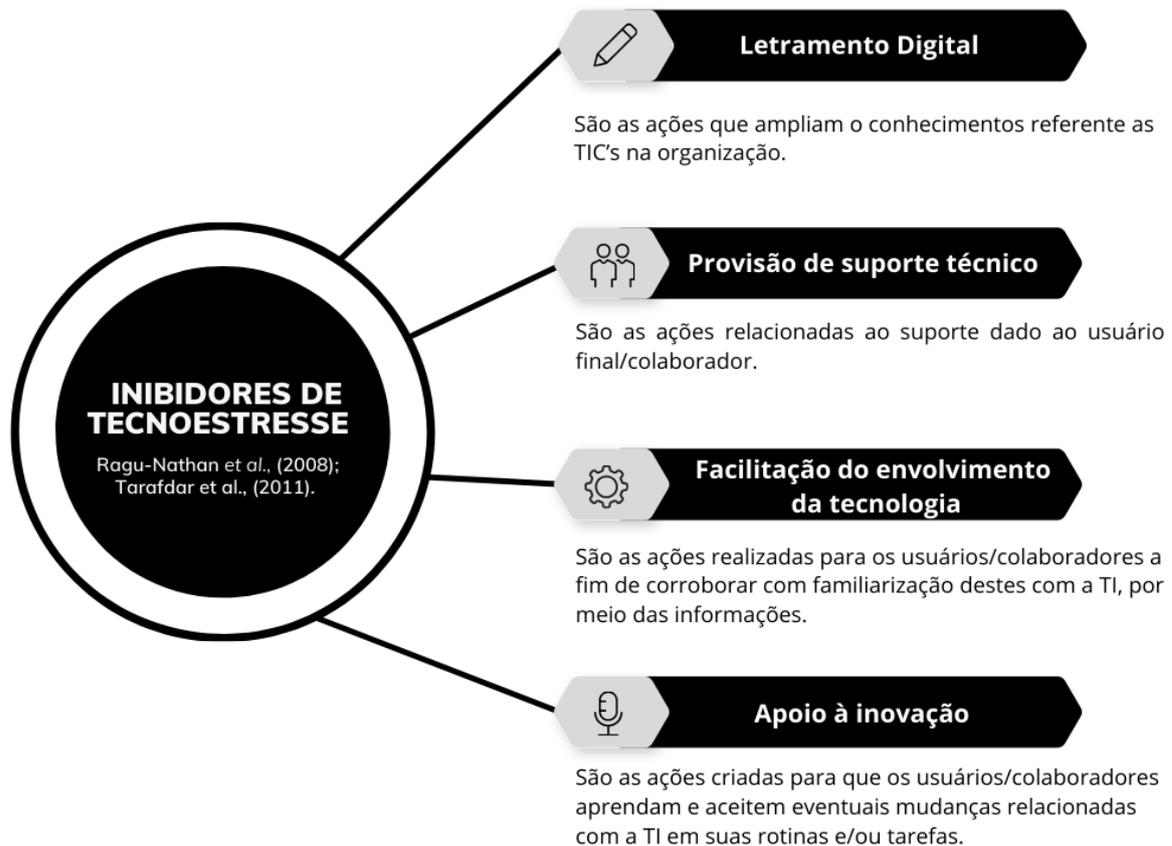 INIBIDORES DE
TECNOESTRESSE
Ragu-Nathan et al., (2008);
Tarafdar et al., (2011).
Letramento Digital
São as ações que ampliam o conhecimentos referente as
TIC’s na organização.
Provisão de suporte técnico
São as ações relacionadas ao suporte dado ao usuário
final/colaborador.
Facilitação do envolvimento
da tecnologia
São as ações realizadas para os usuários/colaboradores a
fim de corroborar com familiarização destes com a TI, por
meio das informações.
Apoio à inovação
São as ações criadas para que os usuários/colaboradores
aprendam e aceitem eventuais mudanças relacionadas
com a TI em suas rotinas e/ou tarefas.